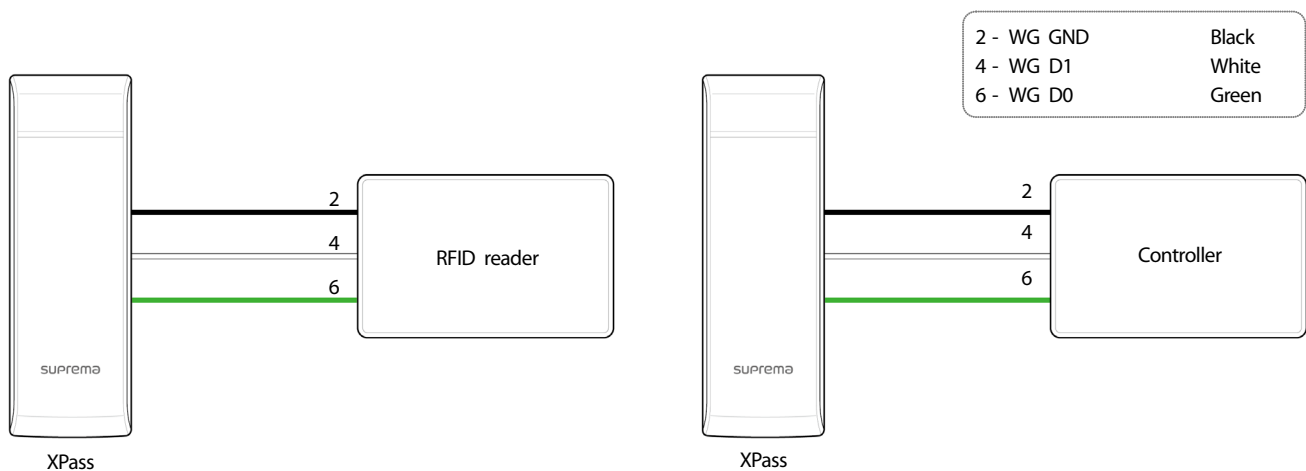 2 - WG GND Black
4 - WG D1 White
6 - WG D0 Green
2
4
6
RFID reader
suprema
XPass
2
4
6
Controller
suprema
XPass